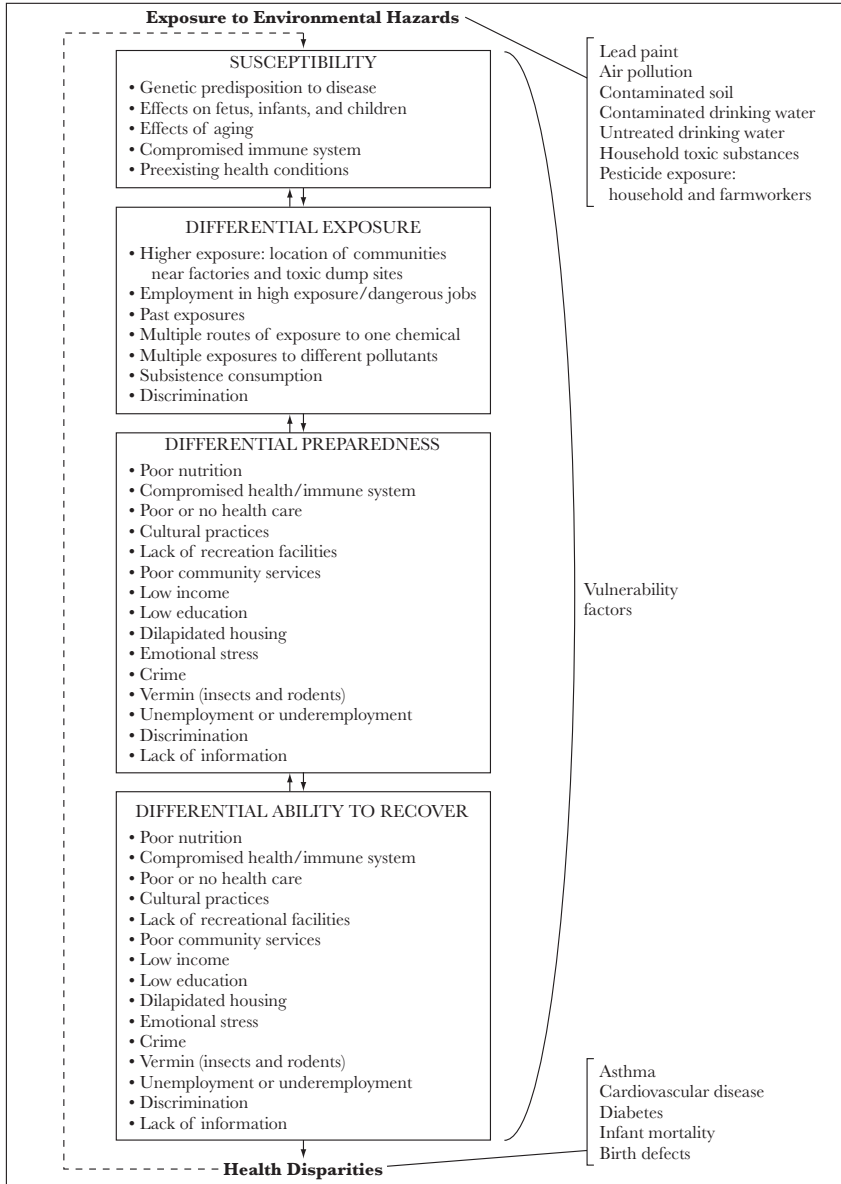 Exposure to Environmental Hazards
Lead paint
Air pollution
Contaminated soil
Contaminated drinking water
Untreated drinking water
Household toxic substances
Pesticide exposure:
household and farmworkers
SUSCEPTIBILITY
• Genetic predisposition to disease
• Effects on fetus, infants, and children
• Effects of aging
• Compromised immune system
• Preexisting health conditions
DIFFERENTIAL EXPOSURE
• Higher exposure: location of communities
near factories and toxic dump sites
• Employment in high exposure/dangerous jobs
• Past exposures
• Multiple routes of exposure to one chemical
• Multiple exposures to different pollutants
• Subsistence consumption
• Discrimination
DIFFERENTIAL PREPAREDNESS
• Poor nutrition
• Compromised health/immune system
• Poor or no health care
• Cultural practices
• Lack of recreation facilities
• Poor community services
• Low income
• Low education
• Dilapidated housing
• Emotional stress
• Crime
• Vermin (insects and rodents)
• Unemployment or underemployment
• Discrimination
• Lack of information
Vulnerability
factors
DIFFERENTIAL ABILITY TO RECOVER
• Poor nutrition
• Compromised health/immune system
• Poor or no health care
• Cultural practices
• Lack of recreational facilities
• Poor community services
• Low income
• Low education
• Dilapidated housing
• Emotional stress
• Crime
• Vermin (insects and rodents)
• Unemployment or underemployment
• Discrimination
• Lack of information
Health Disparities
Asthma
Cardiovascular disease
Diabetes
Infant mortality
Birth defects